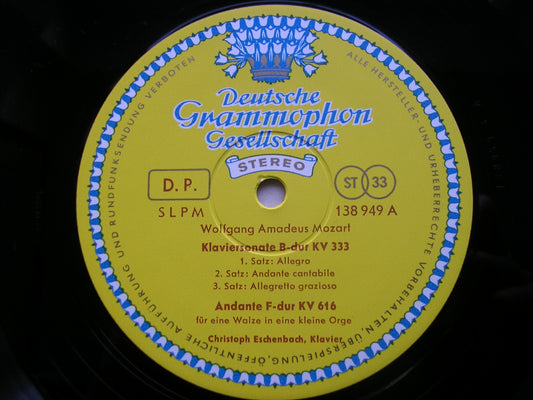 Deutsche
Grammophon
Gesellschaft
STEREO
D. P.
ST 33
SLPM
138 949 A
Wolfgang Amadeus Mozart
Klaviersonate B-dur KV 333
1. Satz: Allegro
2. Satz: Andante cantabile
3. Satz: Allegretto grazioso
Andante F-dur KV 616
für eine Walze in eine kleine Orgel
Christoph Eschenbach, Klavier
ALLE HERSTELLER- UND URHEBERRECHTE VORBEHALTEN, ÜBERSPIELUNG, ÖFFENTLICHE AUFFÜHRUNG UND RUNDFUNKSENDUNG VERBOTEN